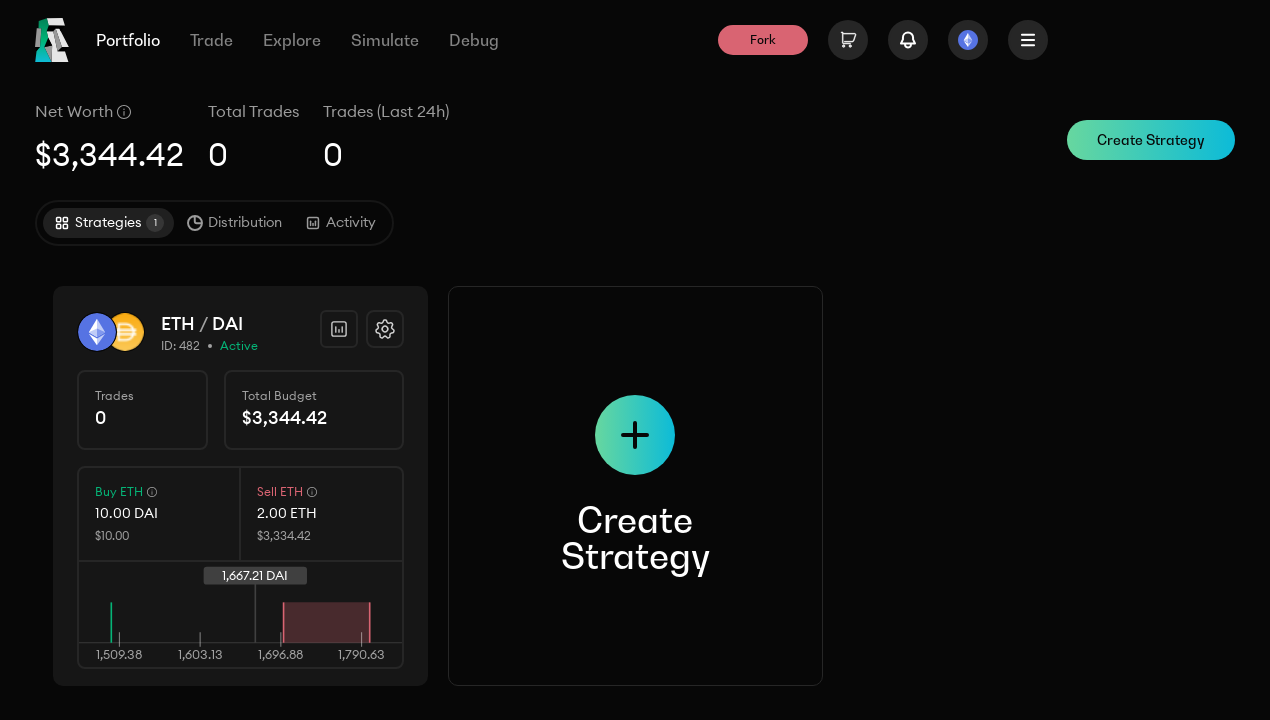 Portfolio Trade Explore Simulate Debug Fork
Net Worth Total Trades Trades (Last 24h)
$3,344.42 0 0
Create Strategy
Strategies 1 Distribution Activity
ETH / DAI
ID: 482 • Active
Trades
0
Total Budget
$3,344.42
Buy ETH
10.00 DAI
$10.00
Sell ETH
2.00 ETH
$3,334.42
1,667.21 DAI
1,509.38 1,603.13 1,696.88 1,790.63
Create
Strategy